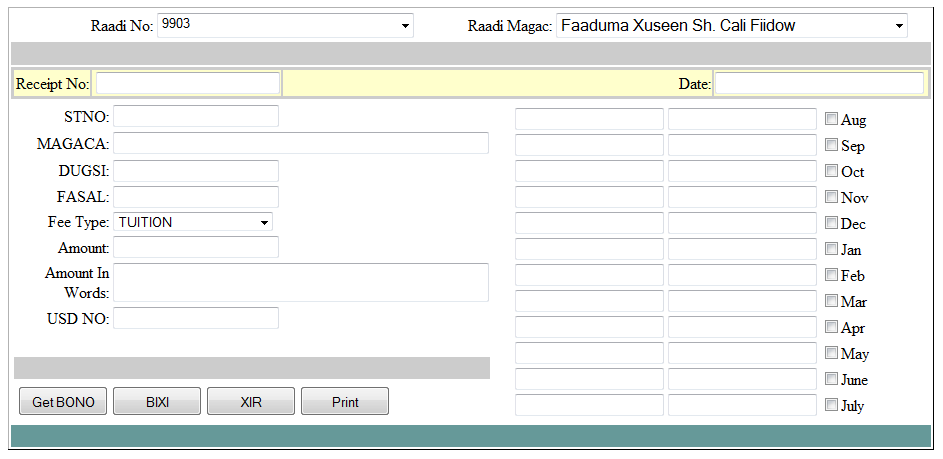 Raadi No: 9903 Raadi Magac: Faaduma Xuseen Sh. Cali Fiidow
Receipt No: Date:
STNO:
MAGACA:
DUGSI:
FASAL:
Fee Type: TUITION
Amount:
Amount In
Words:
USD NO:
Get BONO BIXI XIR Print
Aug
Sep
Oct
Nov
Dec
Jan
Feb
Mar
Apr
May
June
July